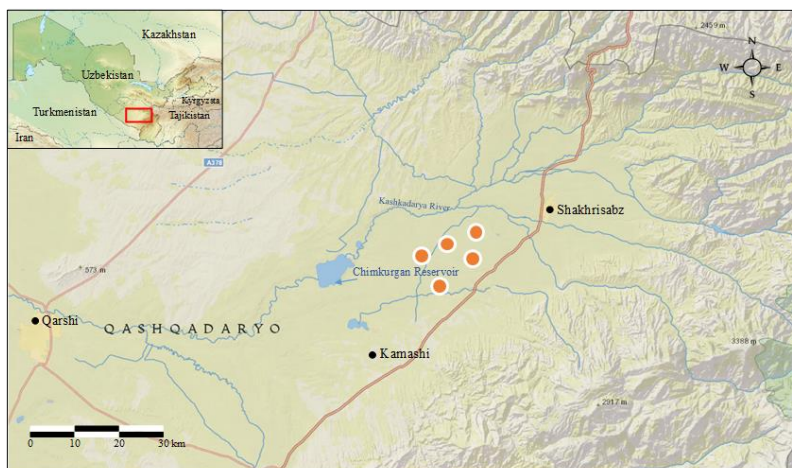 Kazakhstan
Uzbekistan
Turkmenistan
Kyrgyzsta
Tajikistan
Iran
2459 m
N
W
E
S
A378
Kashkadarya River
Shakhrisabz
573 m
Chimkurgan Reservoir
Qarshi
QASHQADARYO
Kamashi
3388 m
2917 m
0 10 20 30 km